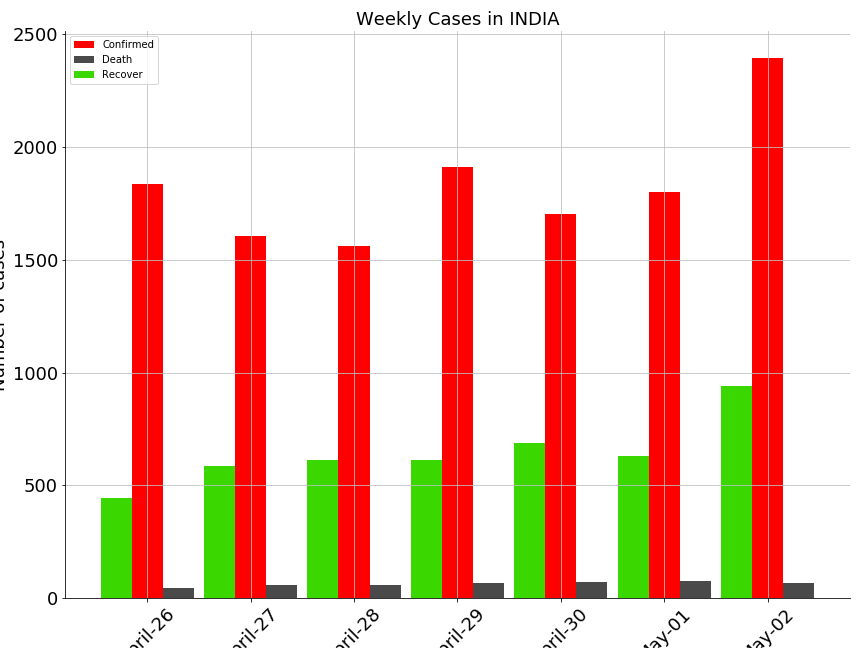 Weekly Cases in INDIA
Confirmed
Death
Recover
2500
2000
1500
1000
500
0
Number of cases
pril-26
pril-27
pril-28
pril-29
pril-30
May-01
May-02